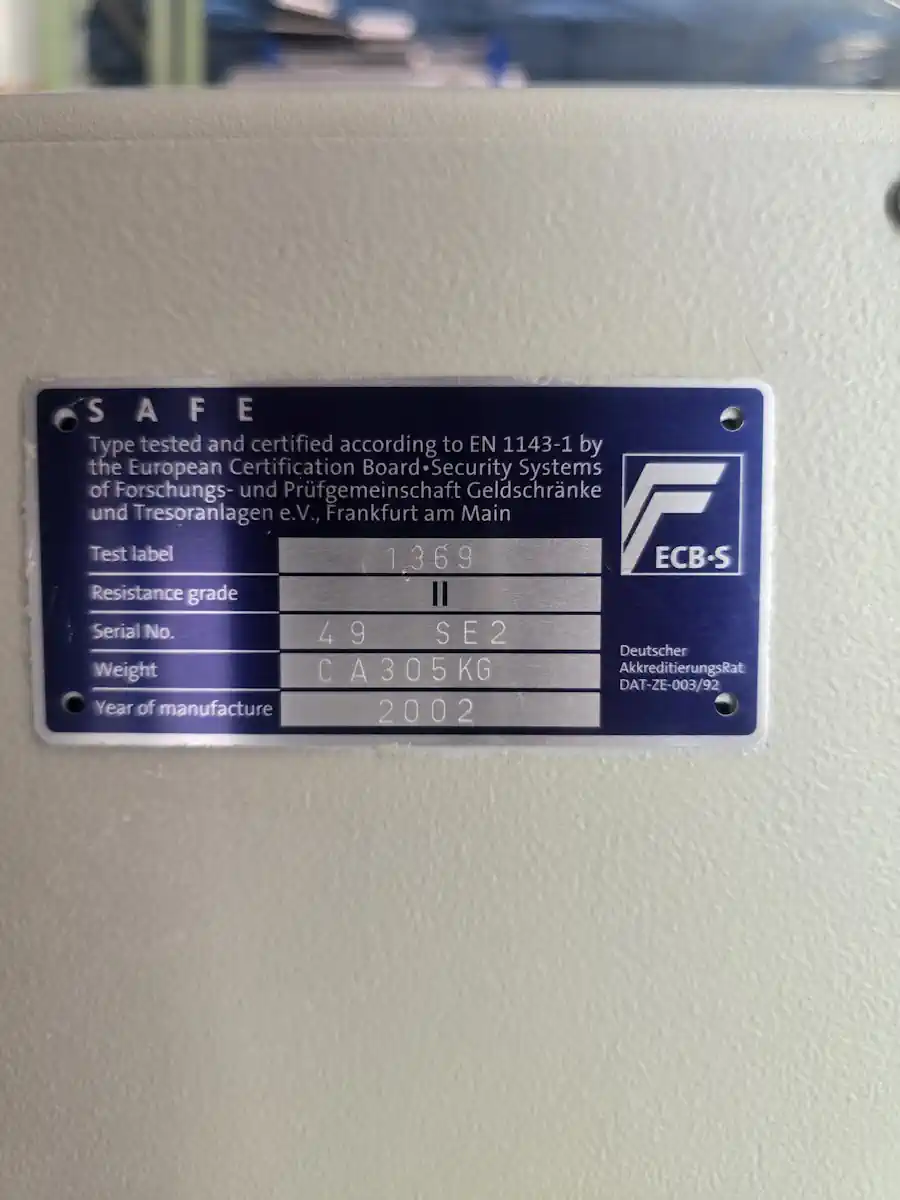 SAFE
Type tested and certified according to EN 1143-1 by
the European Certification Board•Security Systems
of Forschungs- und Prüfgemeinschaft Geldschränke
und Tresoranlagen e.V., Frankfurt am Main
ECB•S
Test label 1369
Resistance grade II
Serial No. 49 SE2
Weight CA305KG
Year of manufacture 2002
Deutscher
AkkreditierungsRat
DAT-ZE-003/92